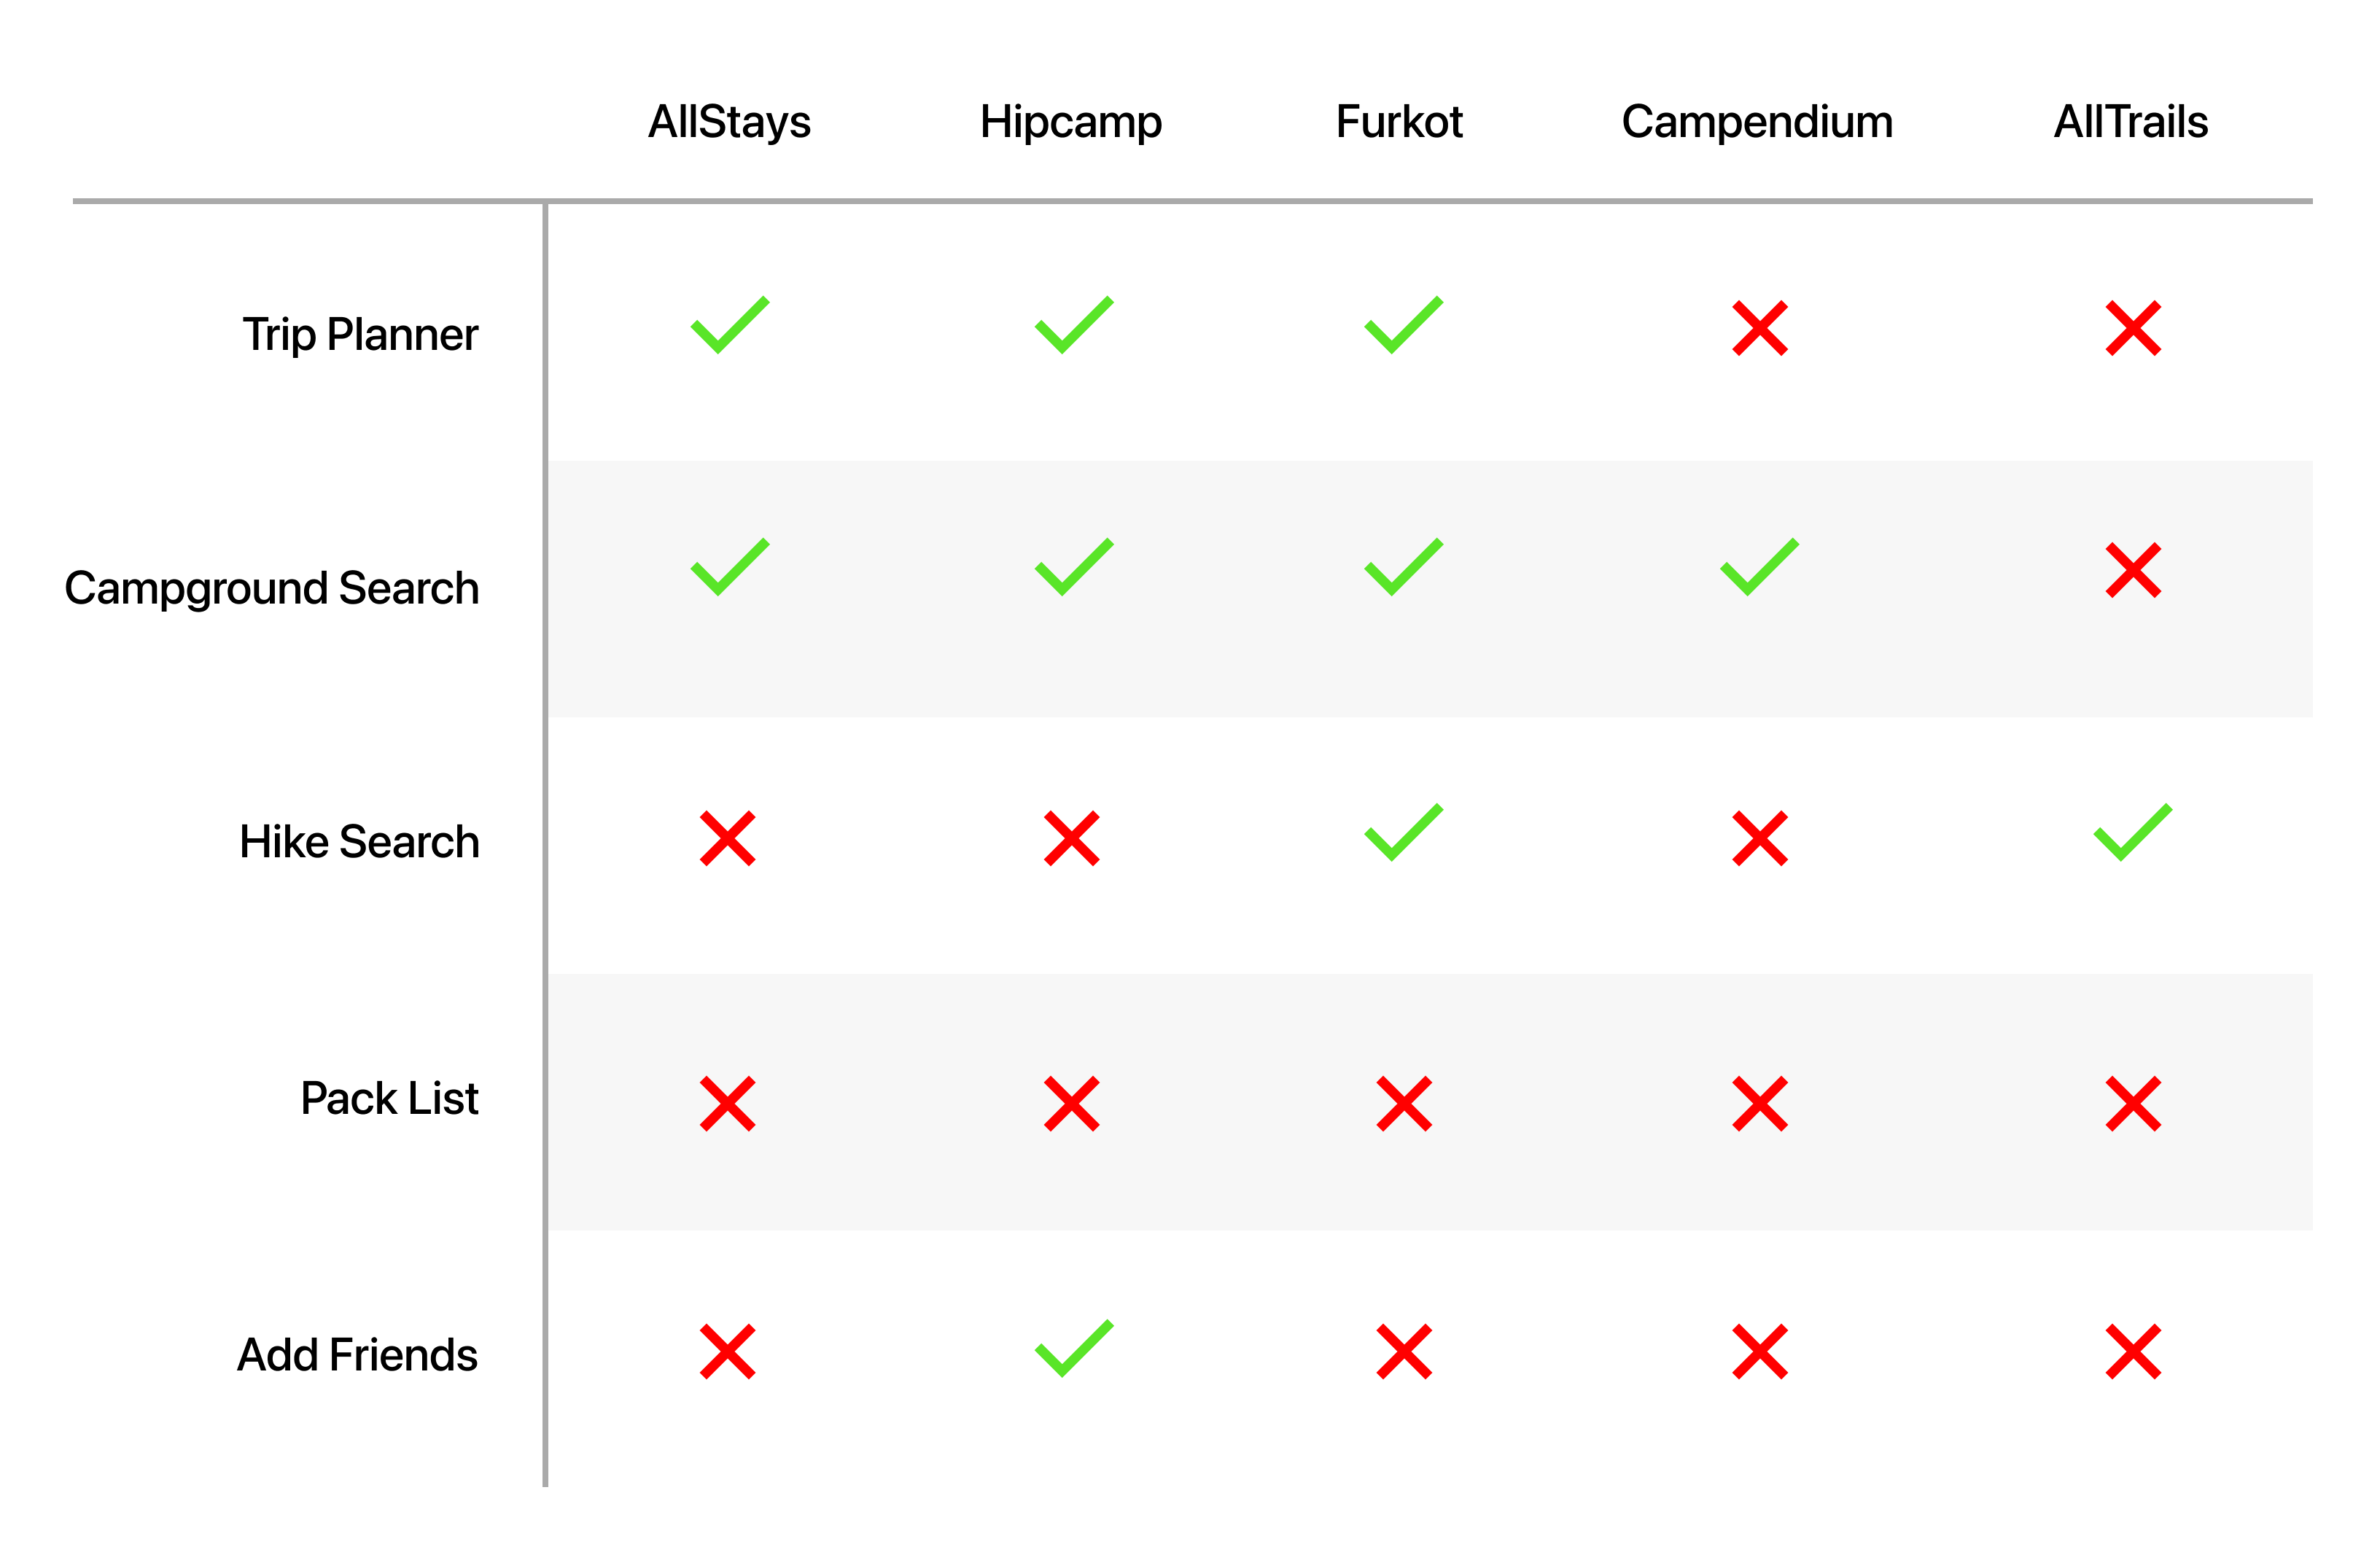 AllStays Hipcamp Furkot Campendium AllTrails
Trip Planner
Campground Search
Hike Search
Pack List
Add Friends